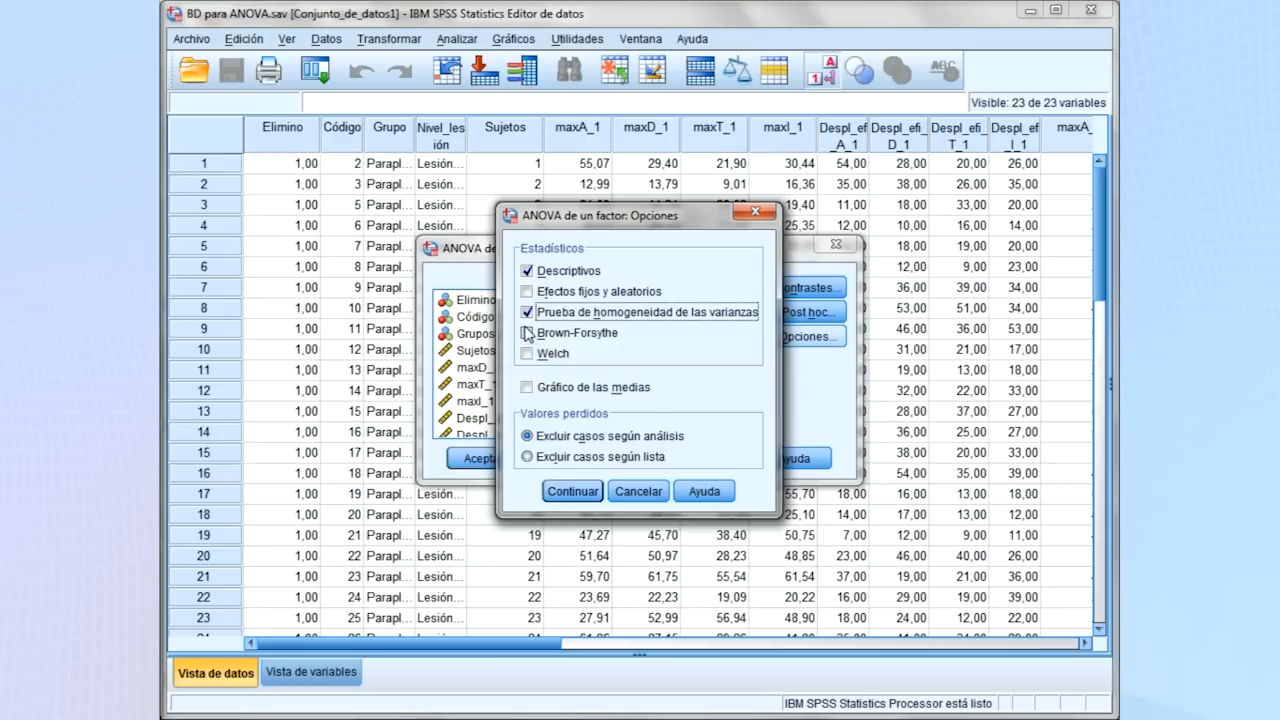 BD para ANOVA.sav [Conjunto_de_datos1] - IBM SPSS Statistics Editor de datos
Archivo Edición Ver Datos Transformar Analizar Gráficos Utilidades Ventana Ayuda
Visible: 23 de 23 variables
Elimino Código Grupo Nivel_lesión Sujetos maxA_1 maxD_1 maxT_1 maxI_1 Despl_efi_A_1 Despl_efi_D_1 Despl_efi_T_1 Despl_ef_I_1 maxA_
1 1,00 2 Parapl... Lesión... 1 55,07 29,40 21,90 30,44 54,00 28,00 20,00 26,00
2 1,00 3 Parapl... Lesión... 2 12,99 13,79 9,01 16,36 35,00 38,00 26,00 35,00
3 1,00 5 Parapl... Lesión... 19,40 11,00 18,00 33,00 20,00
4 1,00 6 Parapl... Lesión... 25,35 12,00 10,00 16,00 14,00
5 1,00 7 Parapl... 18,00 19,00 20,00
6 1,00 8 Parapl... 12,00 9,00 23,00
7 1,00 9 Parapl... 34,00 36,00 40,00
8 1,00 10 Parapl... 53,00 51,00 34,00
9 1,00 11 Parapl... 46,00 36,00 53,00
10 1,00 12 Parapl... 31,00 21,00 17,00
11 1,00 13 Parapl... 19,00 19,00 33,00
12 1,00 14 Parapl... 32,00 22,00 33,00
13 1,00 15 Parapl... 28,00 37,00 27,00
14 1,00 16 Parapl... 36,00 25,00 27,00
15 1,00 17 Parapl... 38,00 20,00 33,00
16 1,00 18 Parapl... 54,00 35,00 39,00
17 1,00 19 Parapl... Lesión... 55,70 18,00 16,00 13,00 17,00
18 1,00 20 Parapl... Lesión... 25,10 14,00 17,00 13,00 12,00
19 1,00 21 Parapl... Lesión... 19 47,27 45,70 38,40 50,75 7,00 12,00 9,00 11,00
20 1,00 22 Parapl... Lesión... 20 51,64 50,97 28,23 48,85 23,00 46,00 40,00 26,00
21 1,00 23 Parapl... Lesión... 21 59,70 61,75 55,54 61,54 37,00 19,00 21,00 36,00
22 1,00 24 Parapl... Lesión... 22 23,69 22,23 19,09 20,22 16,00 29,00 15,00 38,00
23 1,00 25 Parapl... Lesión... 23 27,91 52,99 56,94 48,90 18,00 24,00 12,00 22,00
ANOVA de
Elimino
Código
Grupos
Sujetos
maxD_
maxT_1
maxI_1
Despl_
Contrastes...
Post hoc...
Opciones...
Acepta
Ayuda
ANOVA de un factor: Opciones
Estadísticos
Descriptivos
Efectos fijos y aleatorios
Prueba de homogeneidad de las varianzas
Brown-Forsythe
Welch
Gráfico de las medias
Valores perdidos
Excluir casos según análisis
Excluir casos según lista
Continuar Cancelar Ayuda
Vista de datos Vista de variables
IBM SPSS Statistics Processor está listo